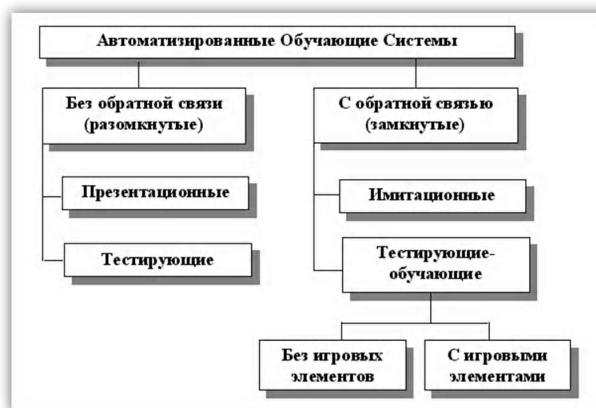 Автоматизированные Обучающие Системы
Без обратной связи
(разомкнутые)
С обратной связью
(замкнутые)
Презентационные
Имитационные
Тестирующие
Тестирующие-
обучающие
Без игровых
элементов
С игровыми
элементами